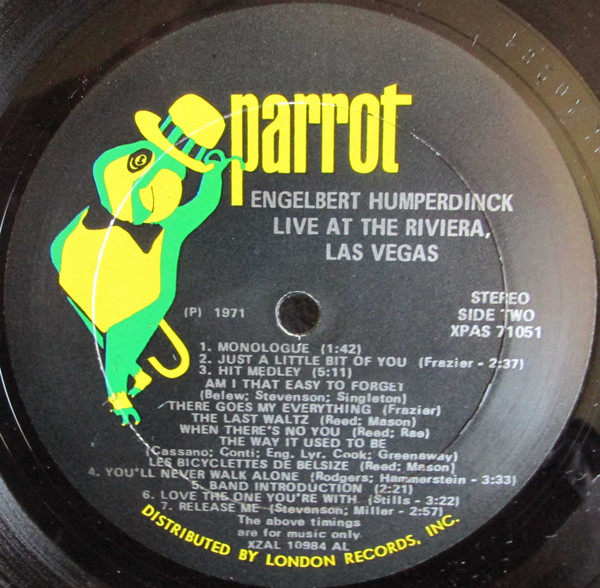 parrot
ENGELBERT HUMPERDINCK
LIVE AT THE RIVIERA,
LAS VEGAS
(P) 1971
STEREO
SIDE TWO
XPAS 71051
1. MONOLOGUE (1:42)
2. JUST A LITTLE BIT OF YOU (Frazier - 2:37)
3. HIT MEDLEY (5:11)
AM I THAT EASY TO FORGET
(Belew; Stevenson; Singleton)
THERE GOES MY EVERYTHING (Frazier)
THE LAST WALTZ (Reed; Mason)
WHEN THERE'S NO YOU (Reed; Rae)
THE WAY IT USED TO BE
(Cassano; Conti; Eng. Lyr. Cook; Greenaway)
LES BICYCLETTES DE BELSIZE (Reed; Mason)
4. YOU'LL NEVER WALK ALONE (Rodgers; Hammerstein - 3:33)
5. BAND INTRODUCTION (2:21)
6. LOVE THE ONE YOU'RE WITH (Stills - 3:22)
7. RELEASE ME (Stevenson; Miller - 2:57)
The above timings
are for music only
XZAL 10984 AL
DISTRIBUTED BY LONDON RECORDS, INC.